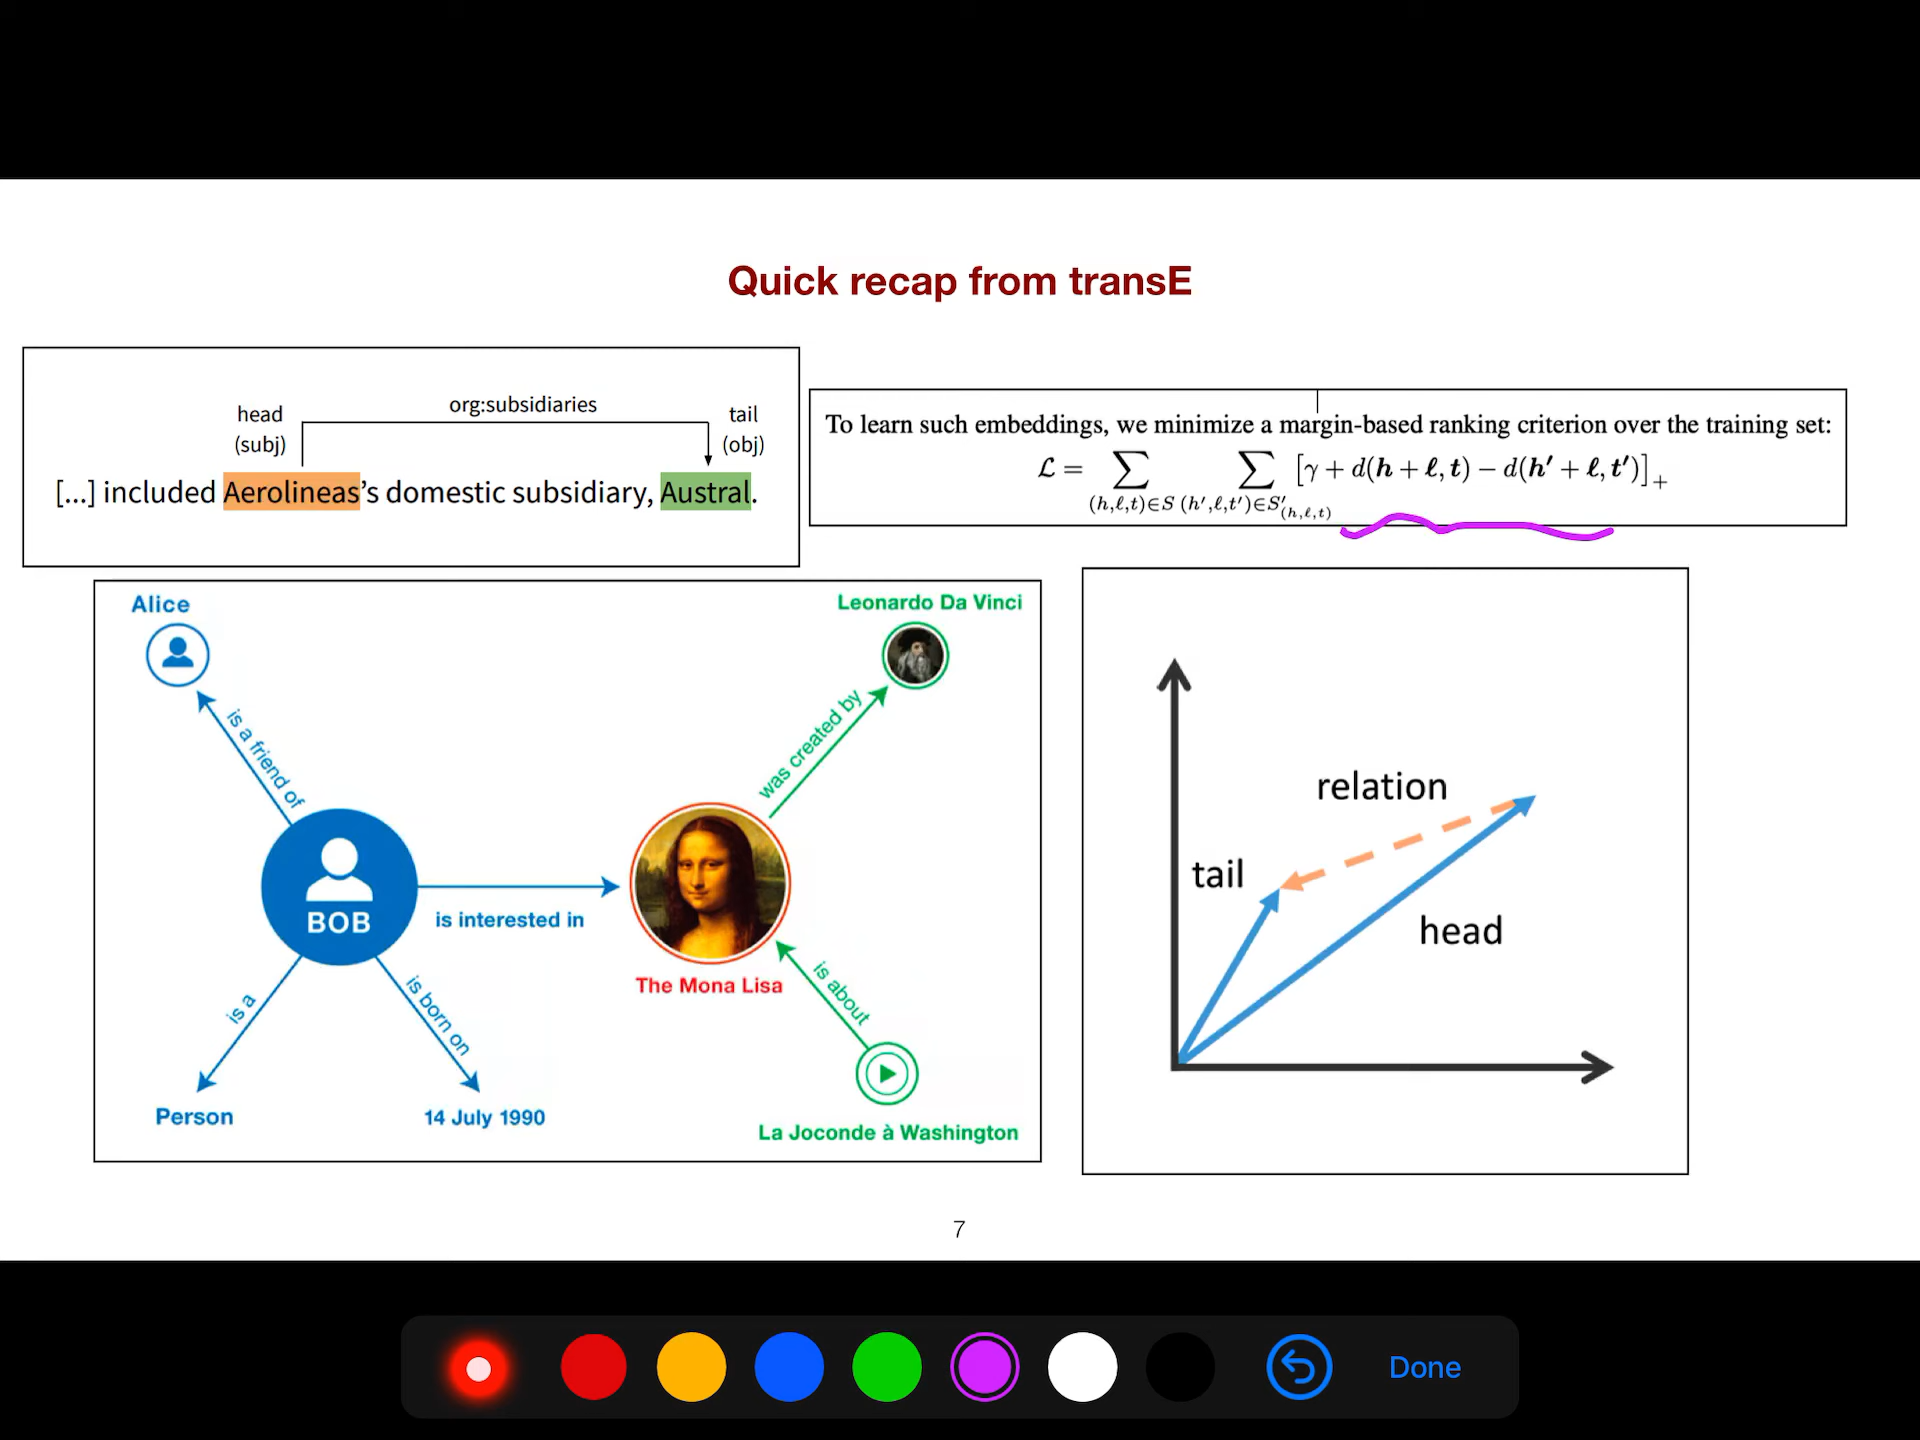 Quick recap from transE
head
(subj)
org:subsidiaries
tail
(obj)
[...] included Aerolineas's domestic subsidiary, Austral.
To learn such embeddings, we minimize a margin-based ranking criterion over the training set:
ℒ = ∑ ∑ [γ + d(h + ℓ, t) − d(h′ + ℓ, t′)]₊
(h,ℓ,t)∈S (h′,ℓ,t′)∈S′(h,ℓ,t)
Alice
is a friend of
BOB
is a
Person
is born on
14 July 1990
is interested in
The Mona Lisa
was created by
Leonardo Da Vinci
is about
La Joconde à Washington
relation
tail
head
7
Done